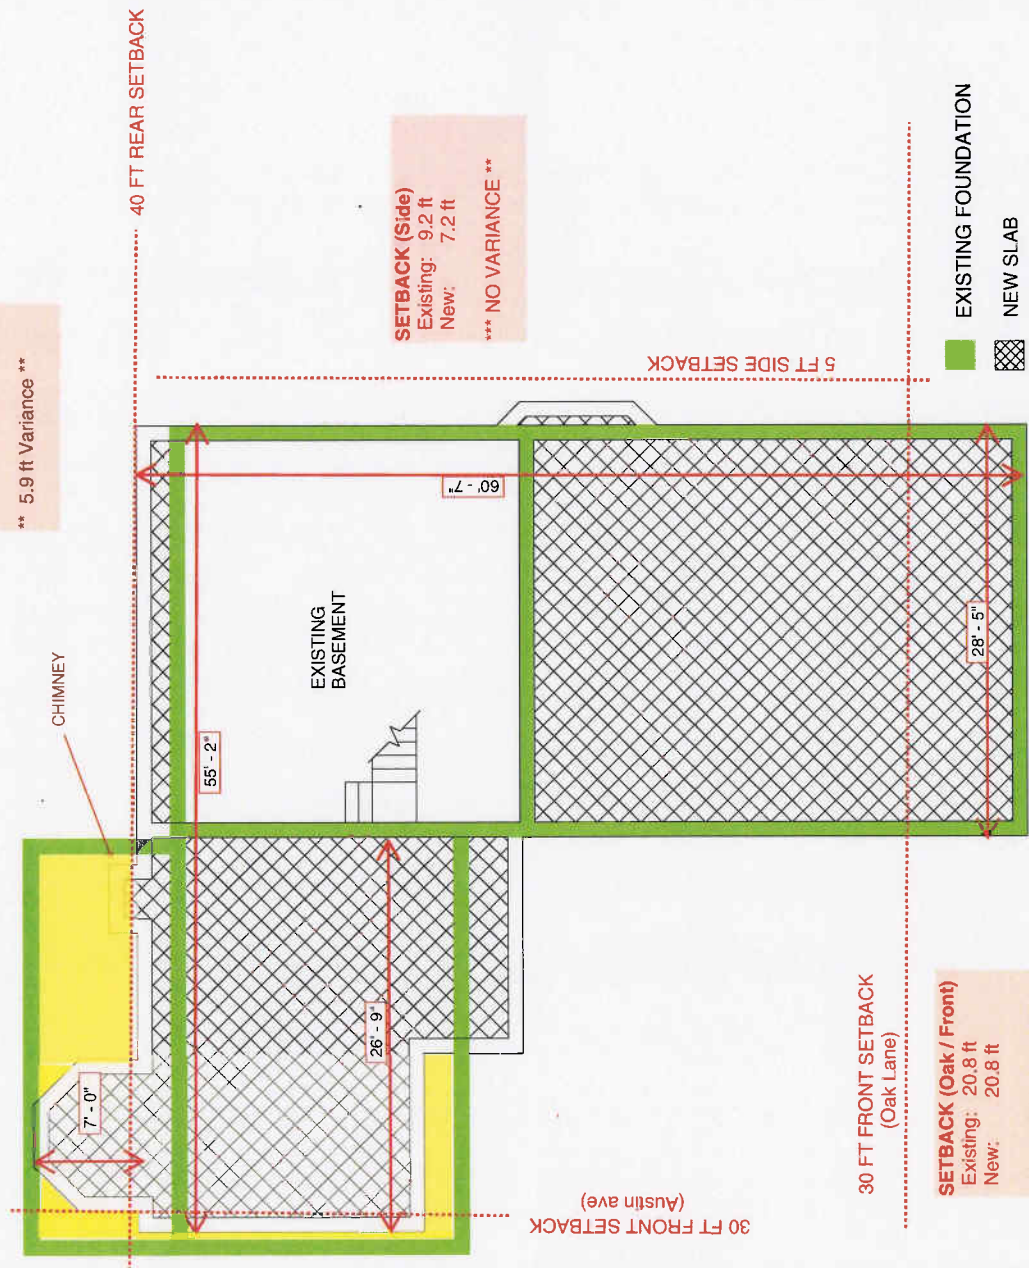 ** 5.9 ft Variance **
40 FT REAR SETBACK
CHIMNEY
SETBACK (Side)
Existing: 9.2 ft
New: 7.2 ft
*** NO VARIANCE **
5 FT SIDE SETBACK
60' - 7"
EXISTING
BASEMENT
55' - 2"
7' - 0"
26' - 9"
28' - 5"
30 FT FRONT SETBACK
(Austin ave)
30 FT FRONT SETBACK
(Oak Lane)
SETBACK (Oak / Front)
Existing: 20.8 ft
New: 20.8 ft
EXISTING FOUNDATION
NEW SLAB